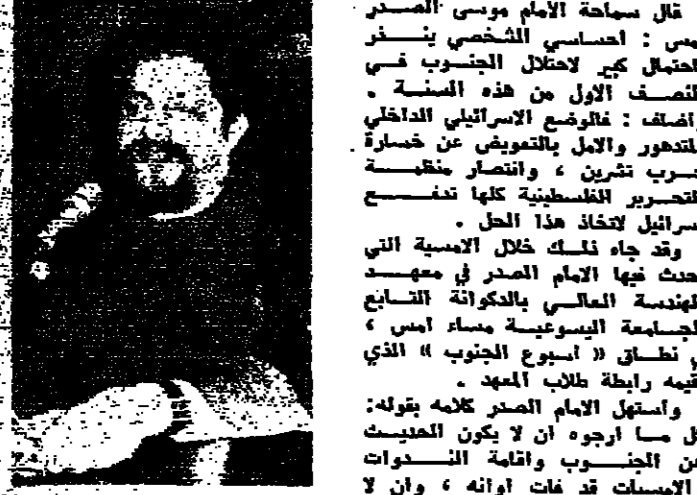 قال سماحة الامام موسى الصدر
امس : احساسي الشخصي ينذر
باحتمال كبير لاحتلال الجنوب في
النصف الاول من هذه السنة .
واضاف : فالوضع الاسرائيلي الداخلي
المتدهور والامل بالتعويض عن خسارة
حرب تشرين ، وانتصار منظمة
التحرير الفلسطينية كلها تدفع
اسرائيل لاتخاذ هذا الحل .
وقد جاء ذلك خلال الامسية التي
تحدث فيها الامام الصدر في معهد
الهندسة العالي بالدكوانة التابع
للجامعة اليسوعية مساء امس ،
في نطاق « اسبوع الجنوب » الذي
تقيمه رابطة طلاب المعهد .
واستهل الامام الصدر كلامه بقوله:
كل ما ارجوه ان لا يكون الحديث
عن الجنوب واقامة الندوات
والامسيات قد فات اوانه ، وان لا